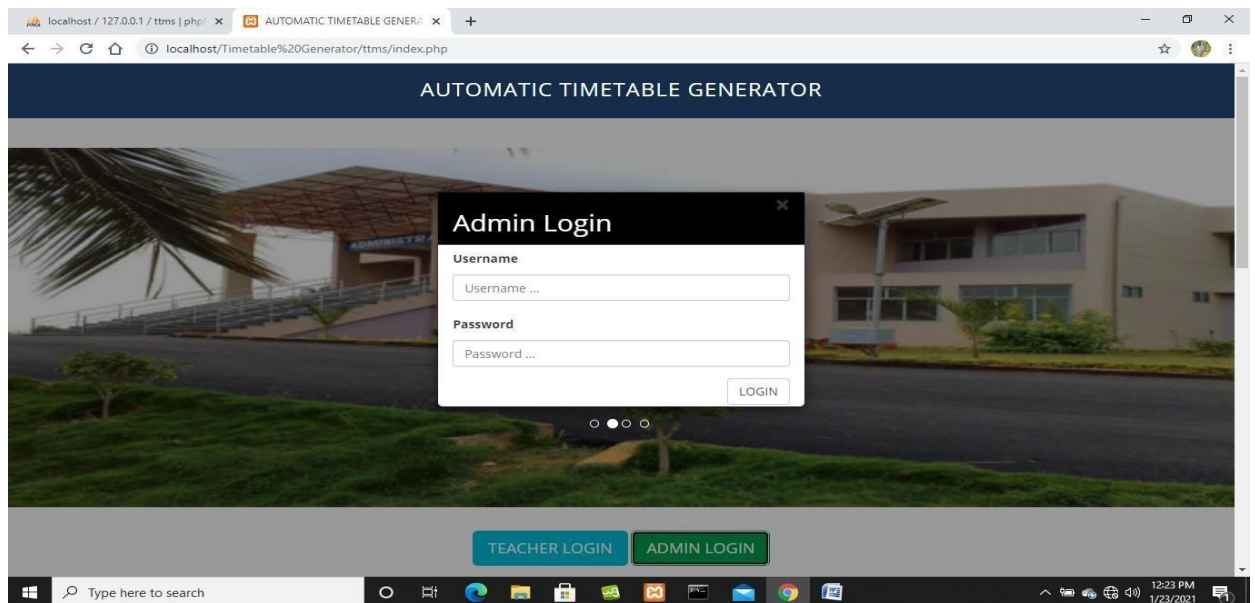 localhost / 127.0.0.1 / ttms | php
AUTOMATIC TIMETABLE GENERA
localhost/Timetable%20Generator/ttms/index.php
AUTOMATIC TIMETABLE GENERATOR
Admin Login
Username
Username ...
Password
Password ...
LOGIN
TEACHER LOGIN
ADMIN LOGIN
Type here to search
12:23 PM
1/23/2021